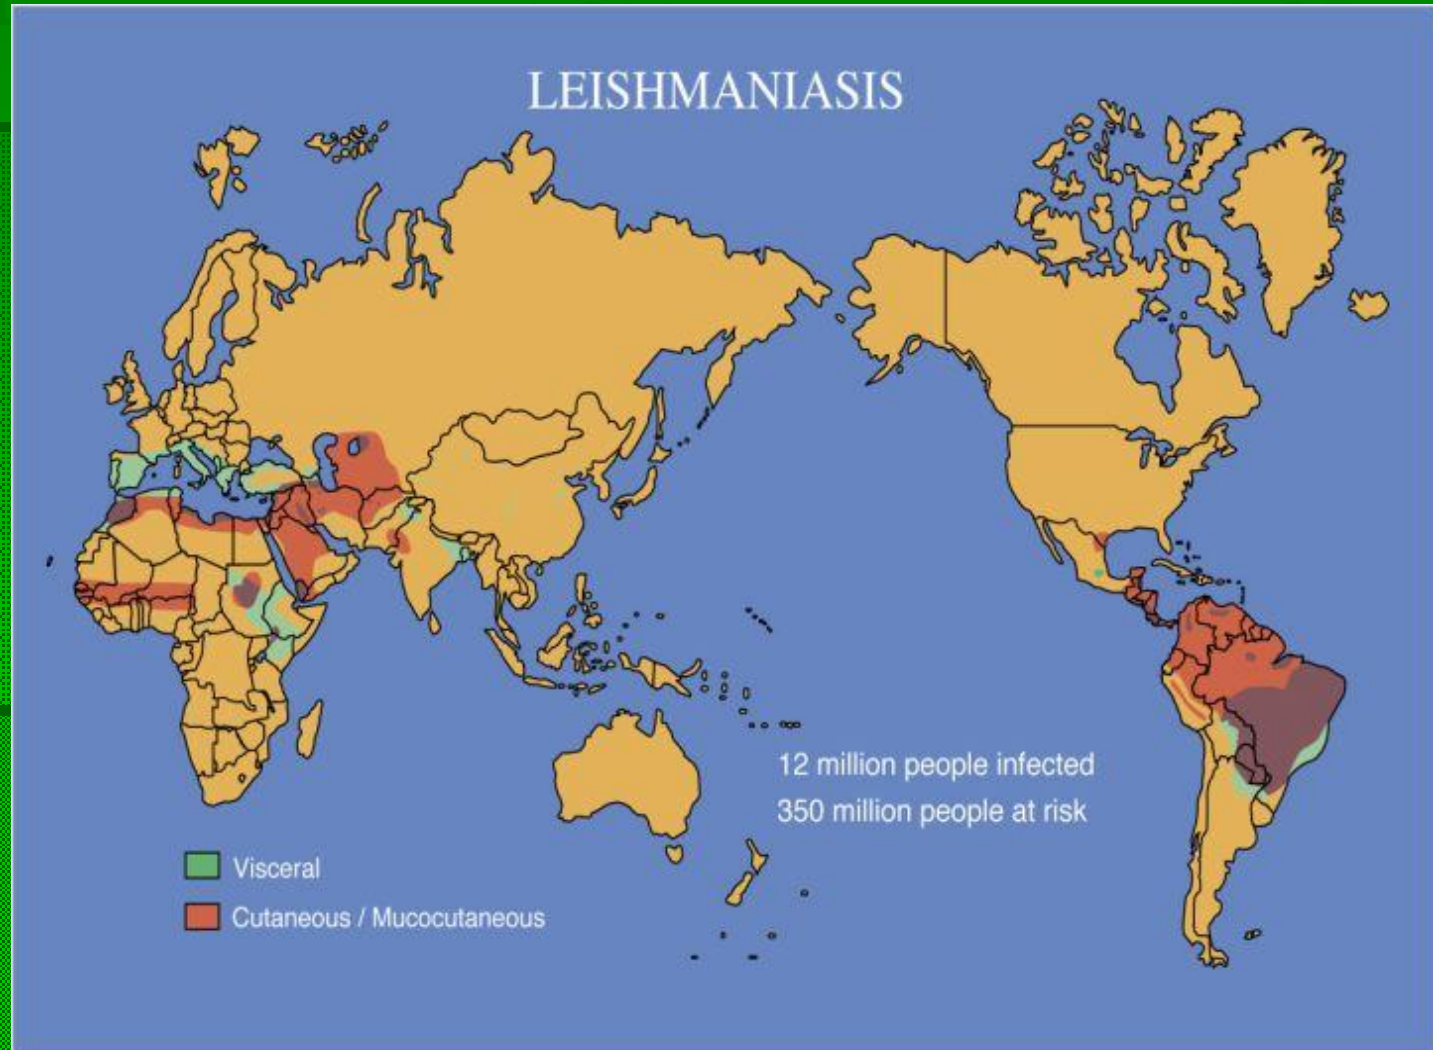 LEISHMANIASIS
12 million people infected
350 million people at risk
Visceral
Cutaneous / Mucocutaneous